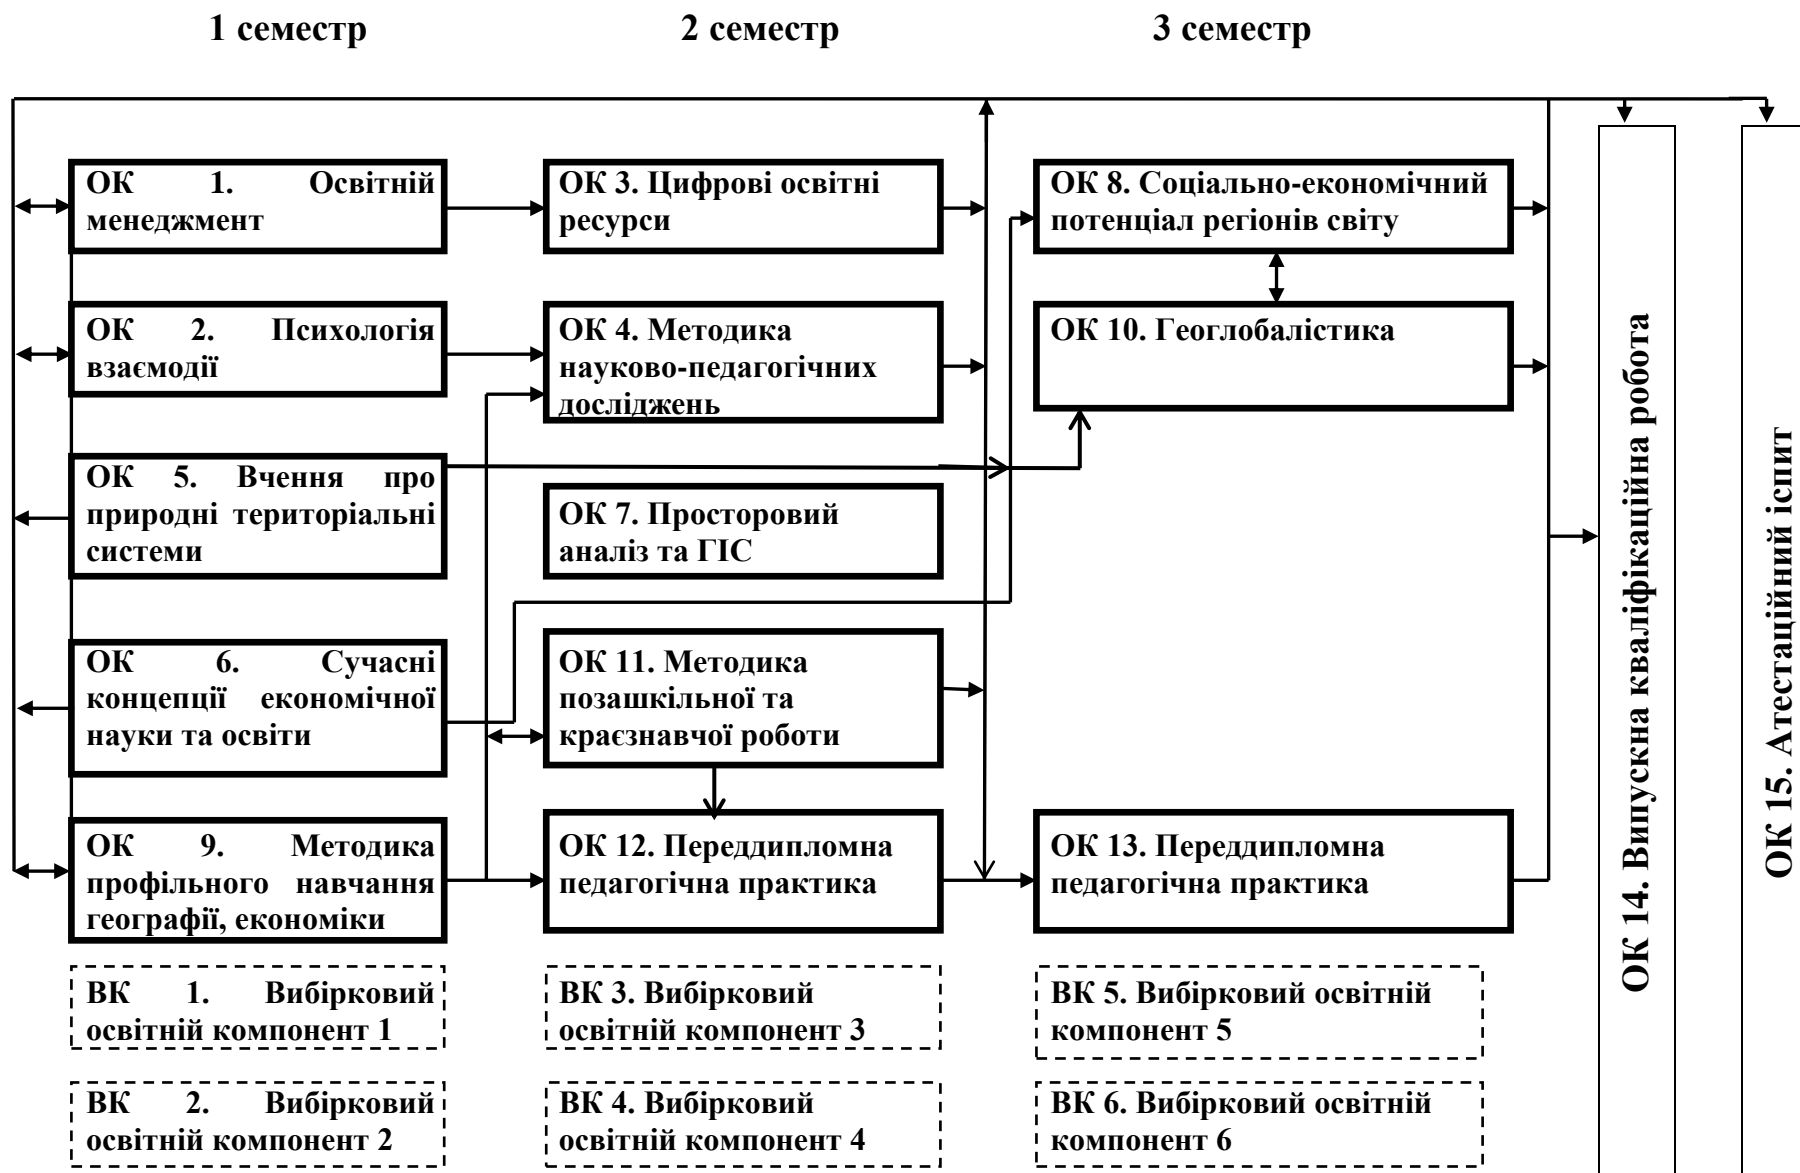 1 семестр
2 семестр
3 семестр
ОК 1. Освітній
менеджмент
ОК 3. Цифрові освітні
ресурси
ОК 8. Соціально-економічний
потенціал регіонів світу
ОК 2. Психологія
взаємодії
ОК 4. Методика
науково-педагогічних
досліджень
ОК 10. Геоглобалістика
ОК 5. Вчення про
природні територіальні
системи
ОК 7. Просторовий
аналіз та ГІС
ОК 6. Сучасні
концепції економічної
науки та освіти
ОК 11. Методика
позашкільної та
краєзнавчої роботи
ОК 9. Методика
профільного навчання
географії, економіки
ОК 12. Переддипломна
педагогічна практика
ОК 13. Переддипломна
педагогічна практика
ВК 1. Вибірковий
освітній компонент 1
ВК 3. Вибірковий
освітній компонент 3
ВК 5. Вибірковий освітній
компонент 5
ВК 2. Вибірковий
освітній компонент 2
ВК 4. Вибірковий
освітній компонент 4
ВК 6. Вибірковий освітній
компонент 6
ОК 14. Випускна кваліфікаційна робота
ОК 15. Атестаційний іспит